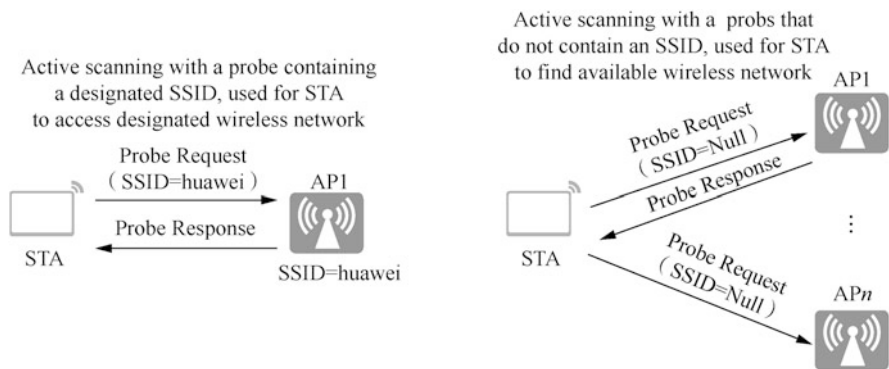 Active scanning with a probe containing
a designated SSID, used for STA
to access designated wireless network
Probe Request
( SSID=huawei )
AP1
Probe Response
STA
SSID=huawei
Active scanning with a  probs that
do not contain an SSID, used for STA
to find available wireless network
AP1
Probe Request
( SSID=Null )
Probe Response
⋮
STA
Probe Request
( SSID=Null )
APn